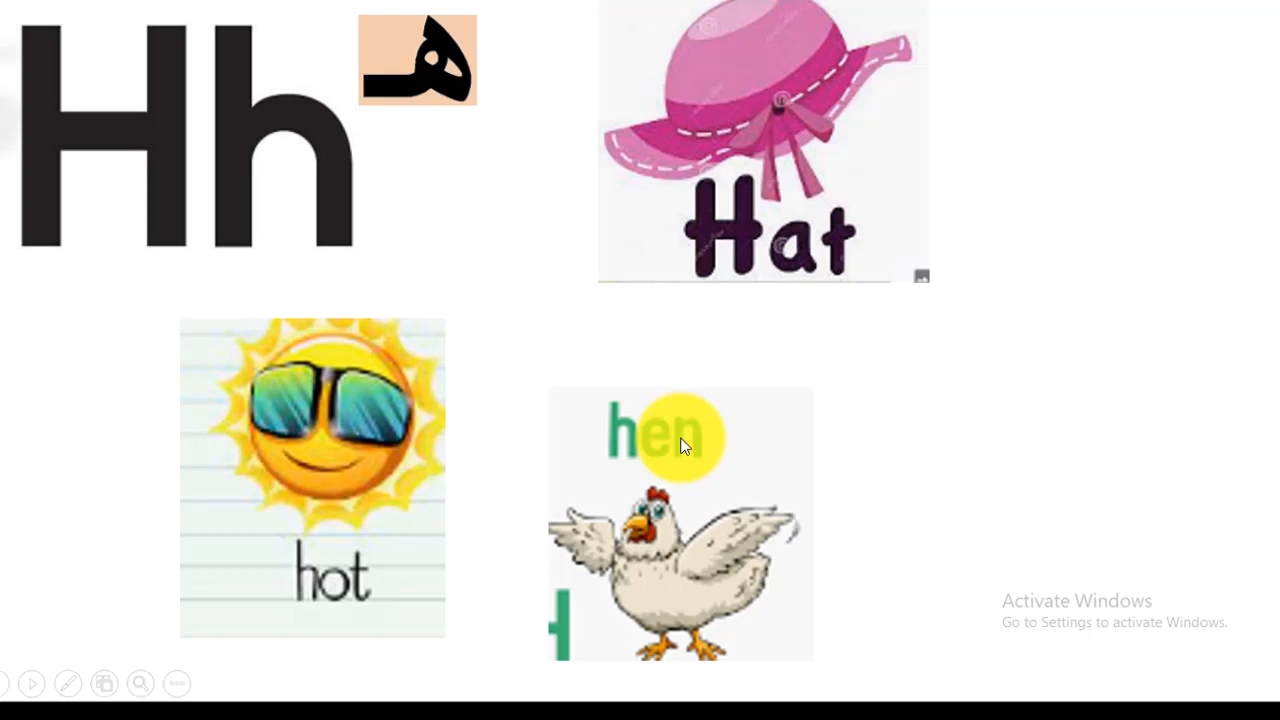 Hh
هـ
Hat
hot
hen
H
Activate Windows
Go to Settings to activate Windows.